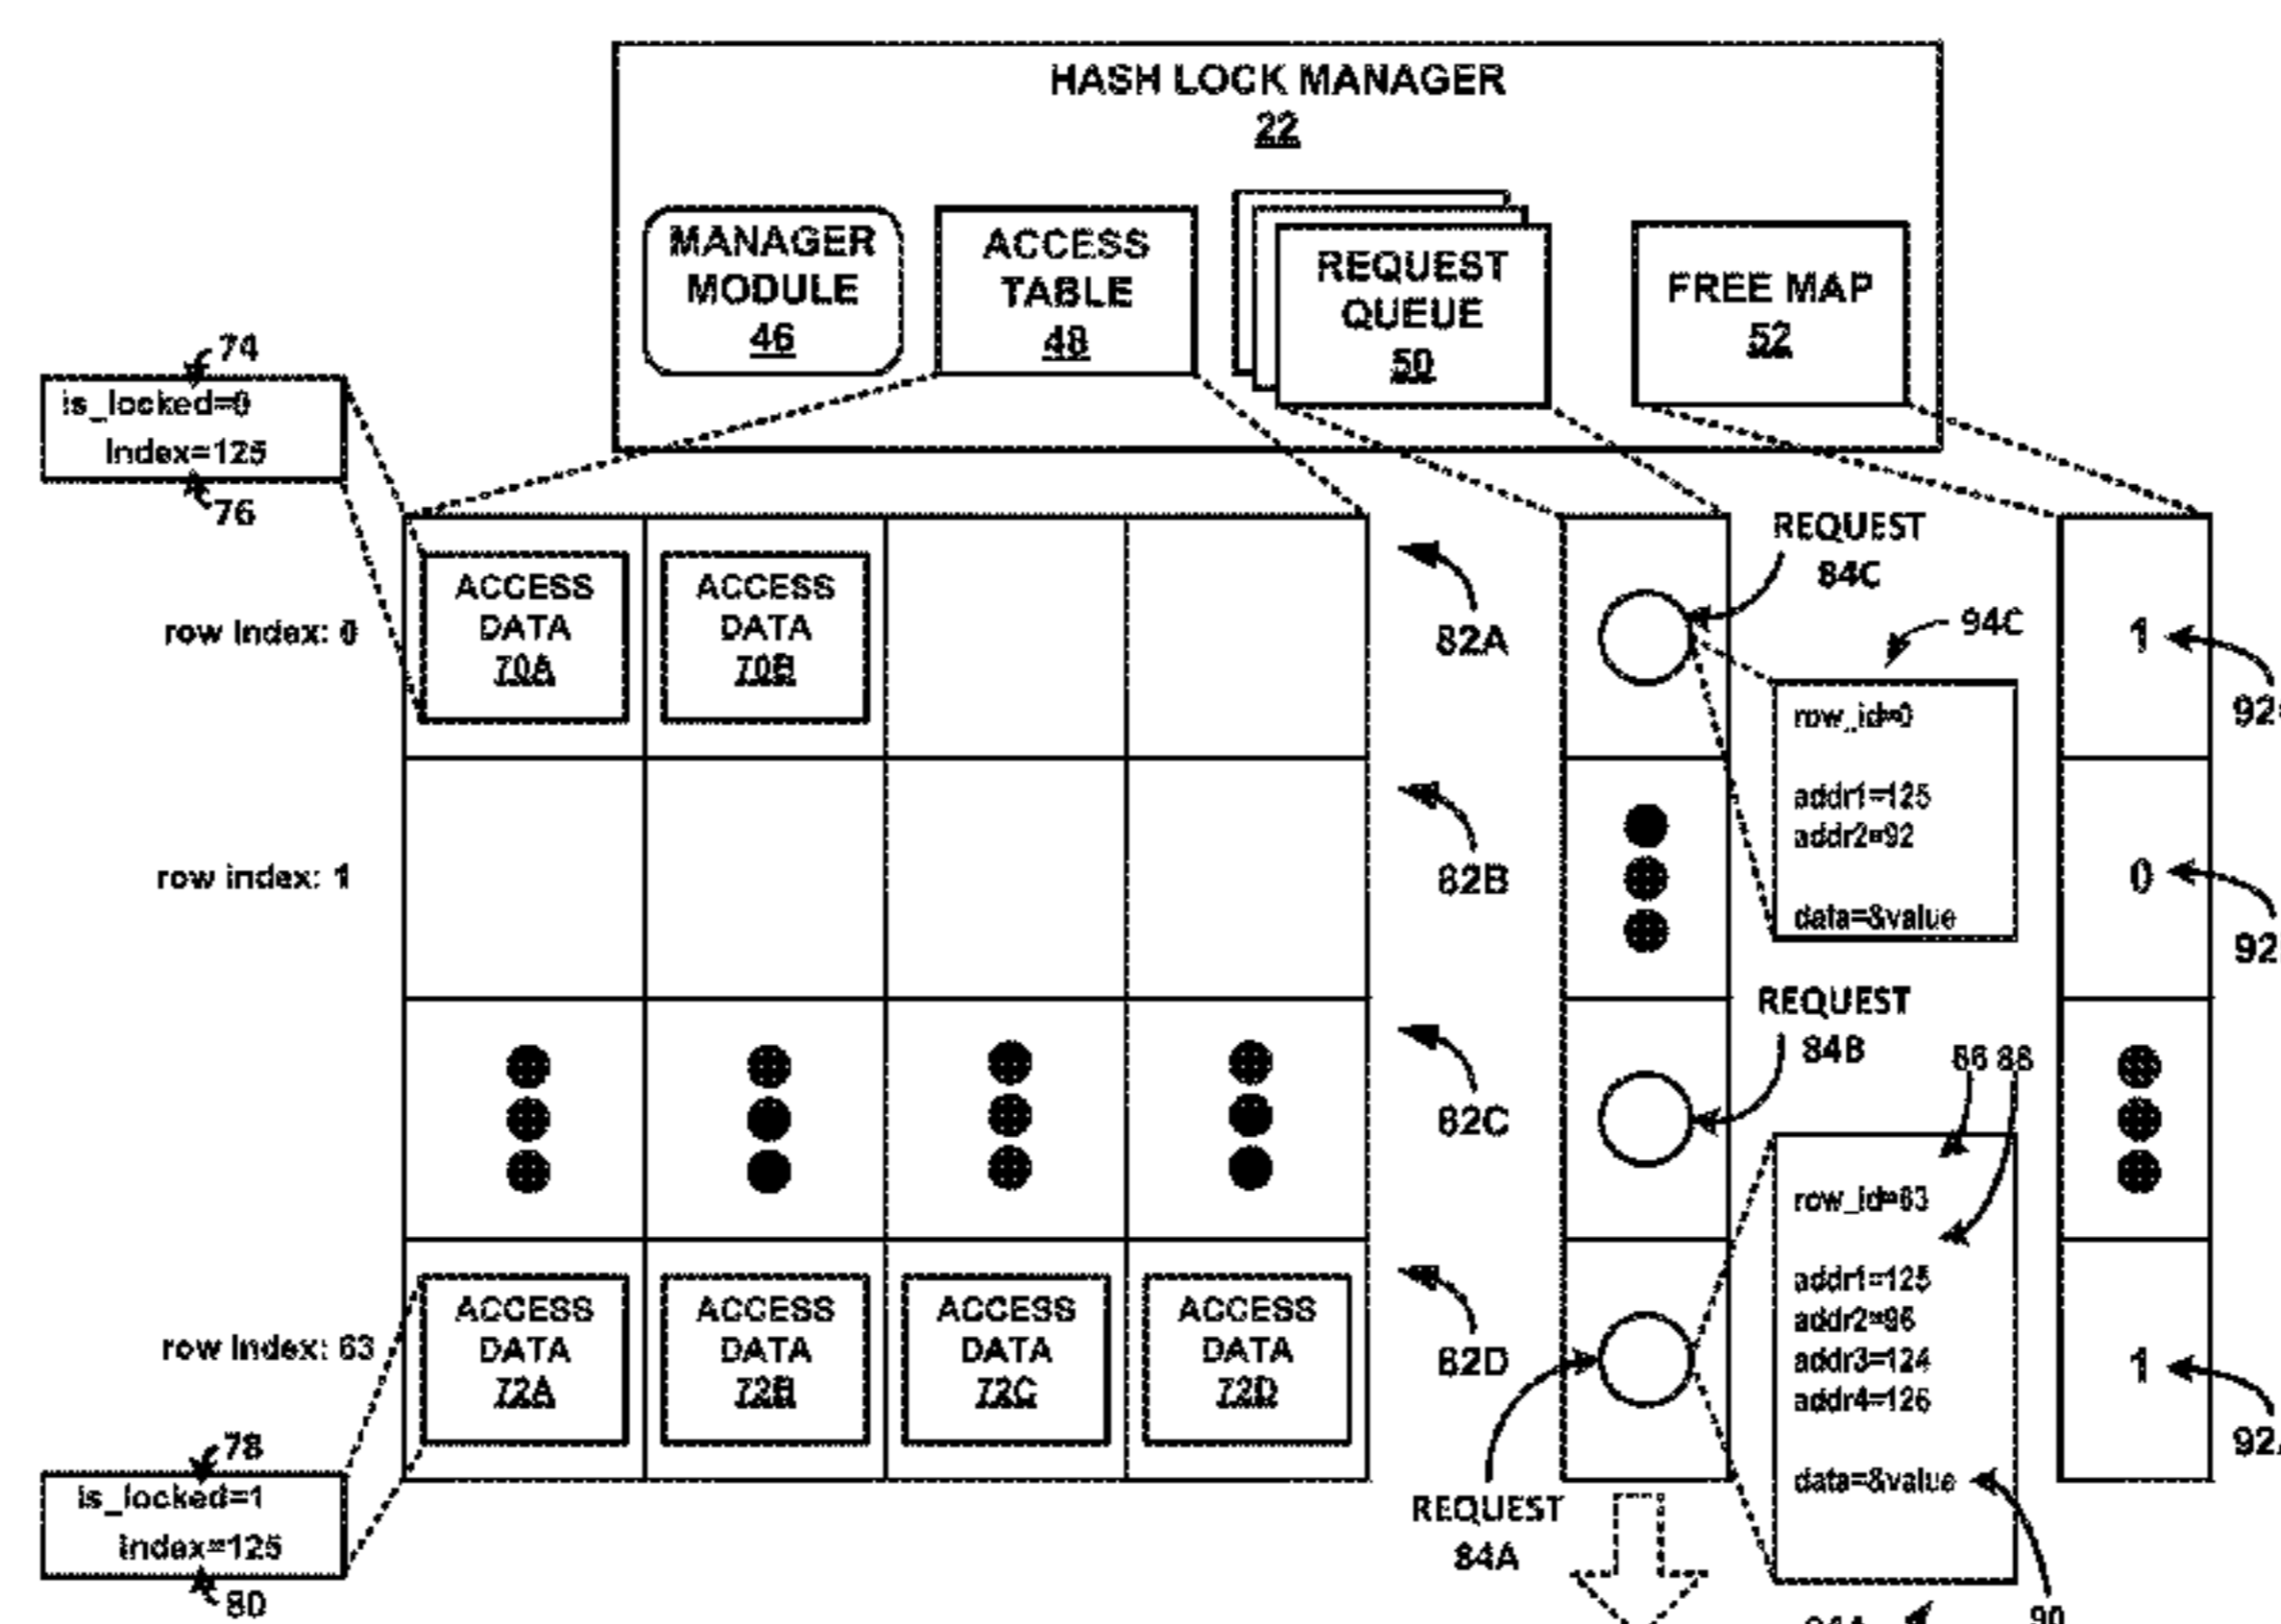 HASH LOCK MANAGER
22
MANAGER
MODULE
46
ACCESS
TABLE
48
REQUEST
QUEUE
50
FREE MAP
52
74
is_locked=0
Index=125
76
row Index: 0
ACCESS
DATA
70A
ACCESS
DATA
70B
82A
REQUEST
84C
94C
row_id=0
addr1=125
addr2=92
data=&value
1
row index: 1
82B
0
82C
REQUEST
84B
86 88
row Index: 63
ACCESS
DATA
72A
ACCESS
DATA
72B
ACCESS
DATA
72C
ACCESS
DATA
72D
82D
row_id=63
addr1=125
addr2=96
addr3=124
addr4=126
data=&value
1
78
is_locked=1
Index=125
80
REQUEST
84A
90